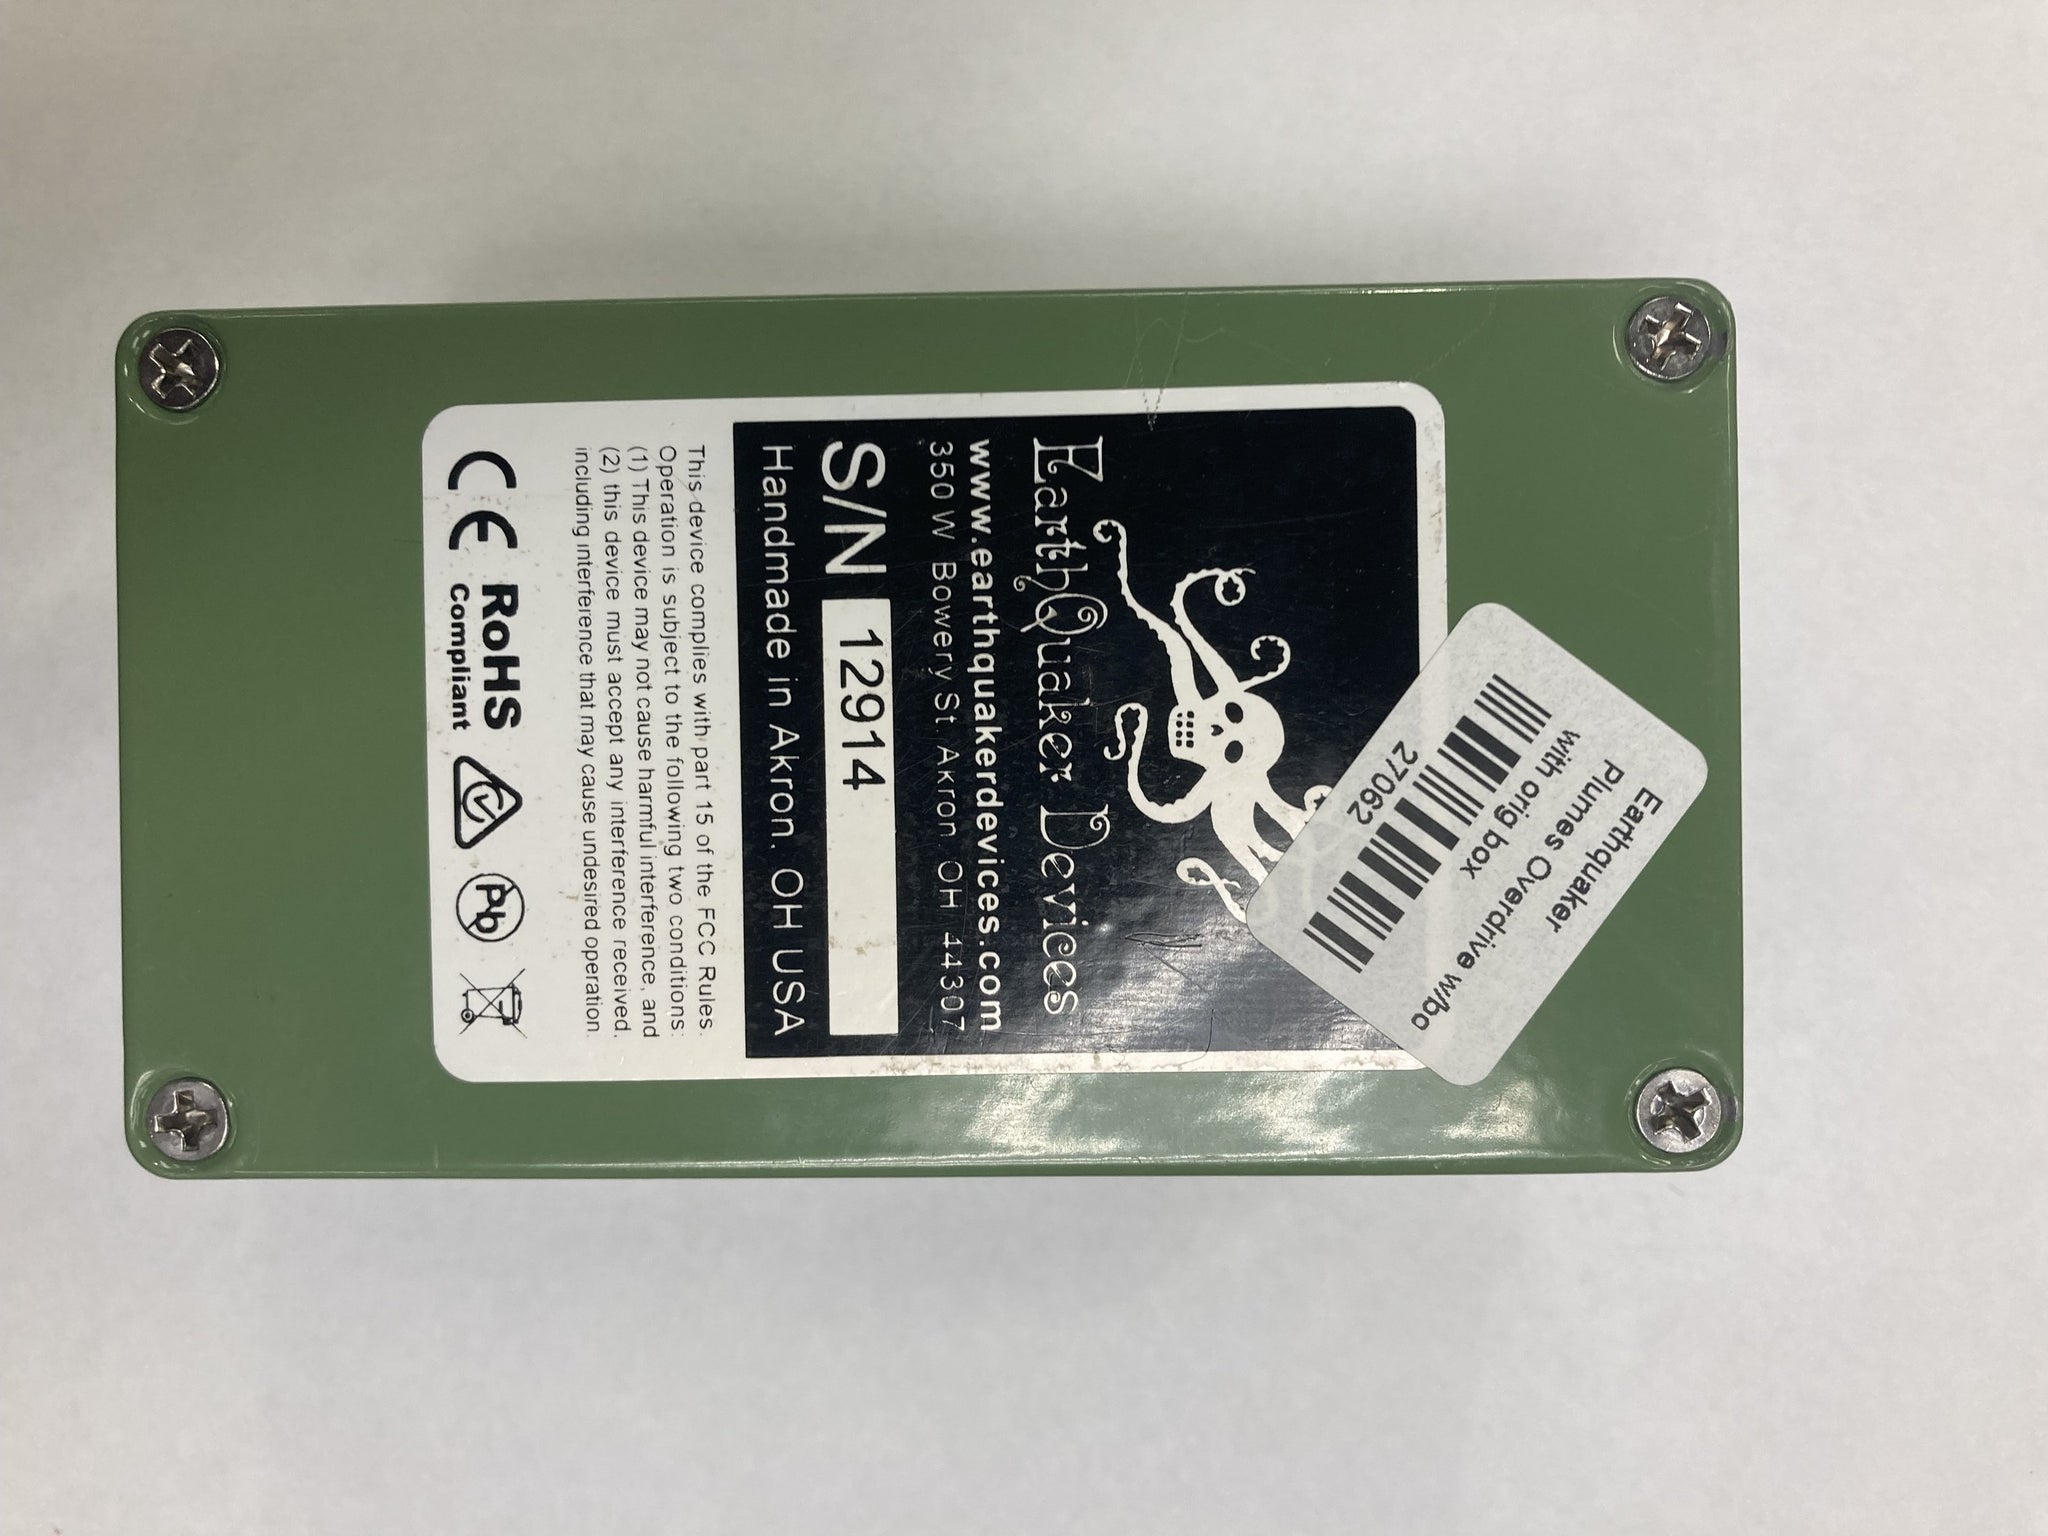 EarthQuaker Devices
www.earthquakerdevices.com
350 W Bowery St. Akron, OH 44307
S/N 12914
Handmade in Akron, OH USA
This device complies with part 15 of the FCC Rules.
Operation is subject to the following two conditions:
(1) This device may not cause harmful interference, and
(2) this device must accept any interference received,
including interference that may cause undesired operation.
CE RoHS
Compliant
Pb
Earthquaker
Plumes Overdrive w/bo
with orig box
27062